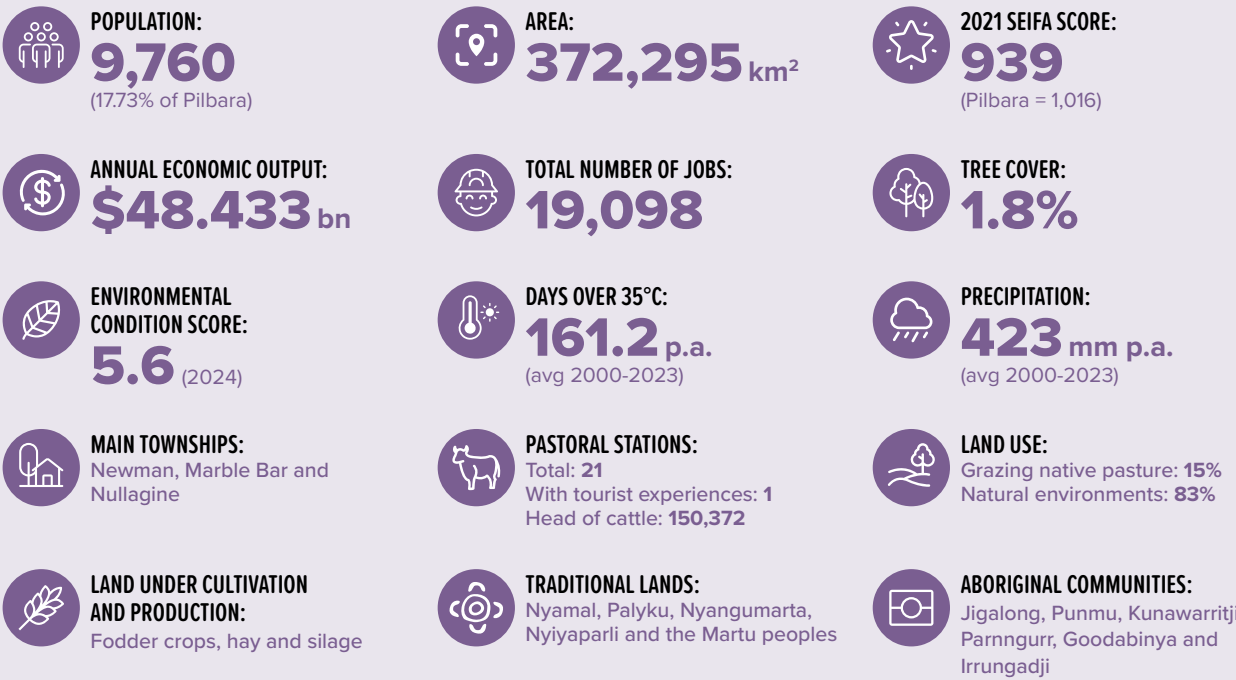 POPULATION:
9,760
(17.73% of Pilbara)
AREA:
372,295 km²
2021 SEIFA SCORE:
939
(Pilbara = 1,016)
ANNUAL ECONOMIC OUTPUT:
$48.433 bn
TOTAL NUMBER OF JOBS:
19,098
TREE COVER:
1.8%
ENVIRONMENTAL
CONDITION SCORE:
5.6 (2024)
DAYS OVER 35°C:
161.2 p.a.
(avg 2000-2023)
PRECIPITATION:
423 mm p.a.
(avg 2000-2023)
MAIN TOWNSHIPS:
Newman, Marble Bar and
Nullagine
PASTORAL STATIONS:
Total: 21
With tourist experiences: 1
Head of cattle: 150,372
LAND USE:
Grazing native pasture: 15%
Natural environments: 83%
LAND UNDER CULTIVATION
AND PRODUCTION:
Fodder crops, hay and silage
TRADITIONAL LANDS:
Nyamal, Palyku, Nyangumarta,
Nyiyaparli and the Martu peoples
ABORIGINAL COMMUNITIES:
Jigalong, Punmu, Kunawarritji
Parnngurr, Goodabinya and
Irrungadji